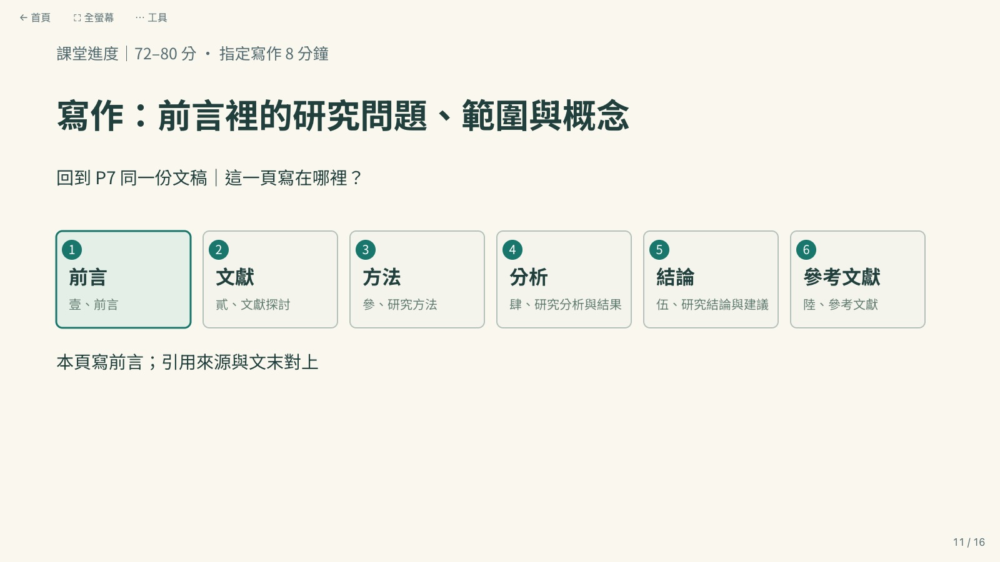 ← 首頁 ⛶ 全螢幕 ⋯ 工具
課堂進度｜72–80 分 · 指定寫作 8 分鐘
寫作：前言裡的研究問題、範圍與概念
回到 P7 同一份文稿｜這一頁寫在哪裡？
1
前言
壹、前言
2
文獻
貳、文獻探討
3
方法
參、研究方法
4
分析
肆、研究分析與結果
5
結論
伍、研究結論與建議
6
參考文獻
陸、參考文獻
本頁寫前言；引用來源與文末對上
11 / 16